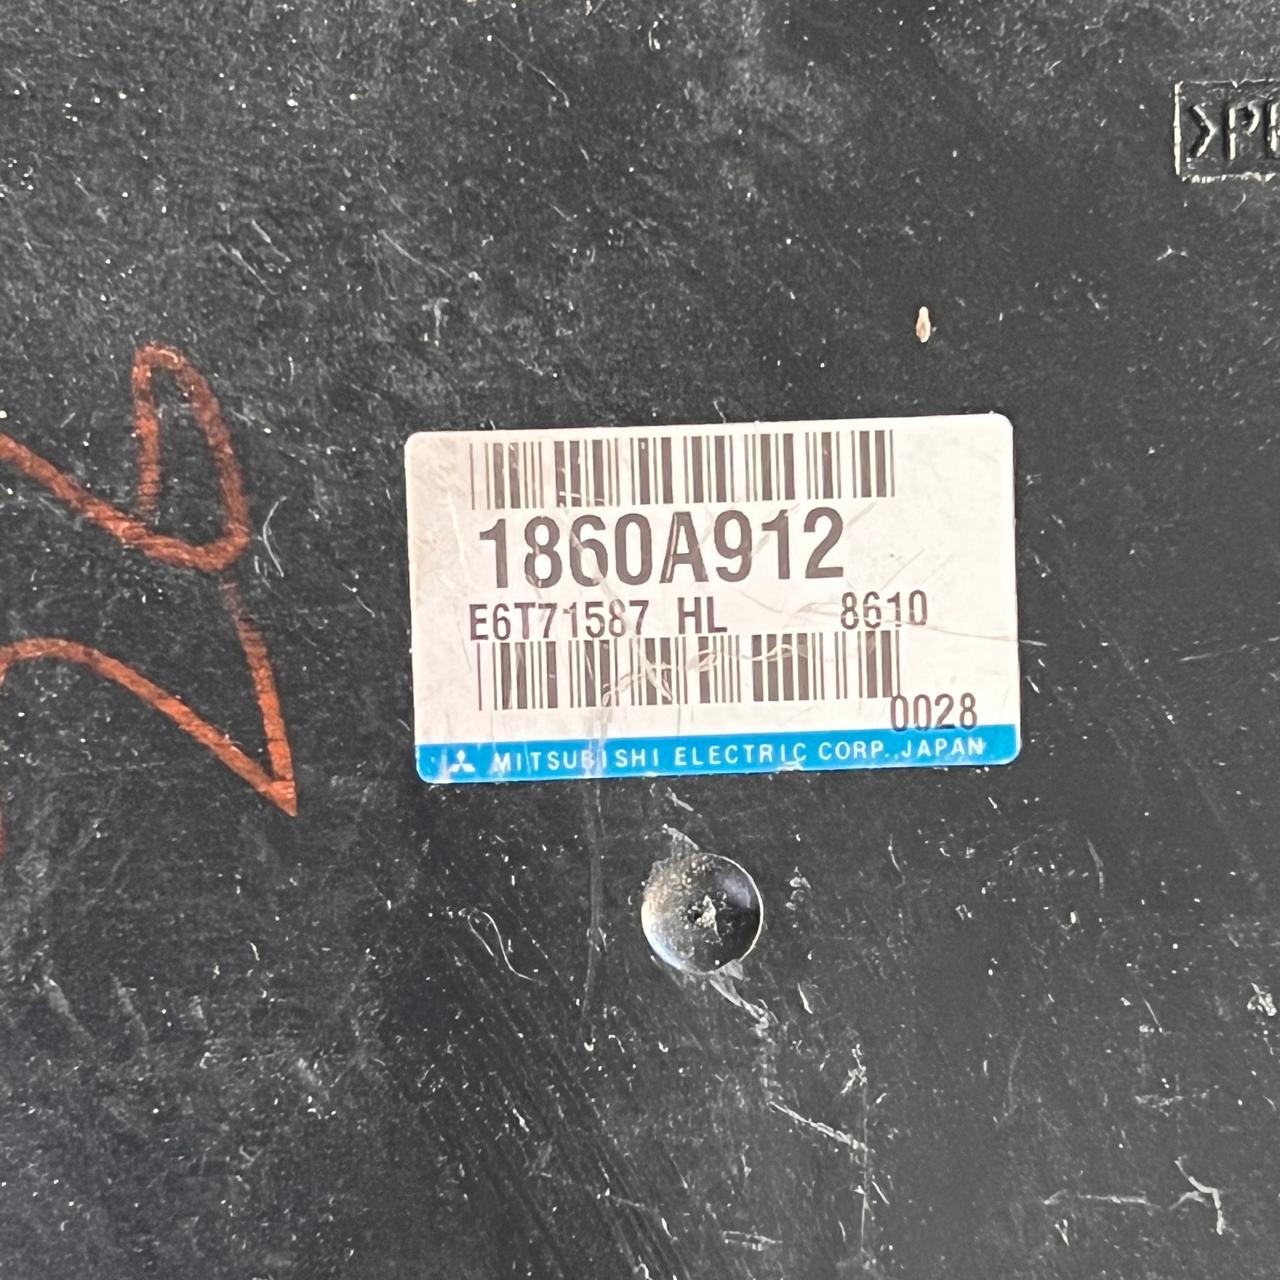 1860A912
E6T71587 HL 8610
0028
MITSUBISHI ELECTRIC CORP., JAPAN